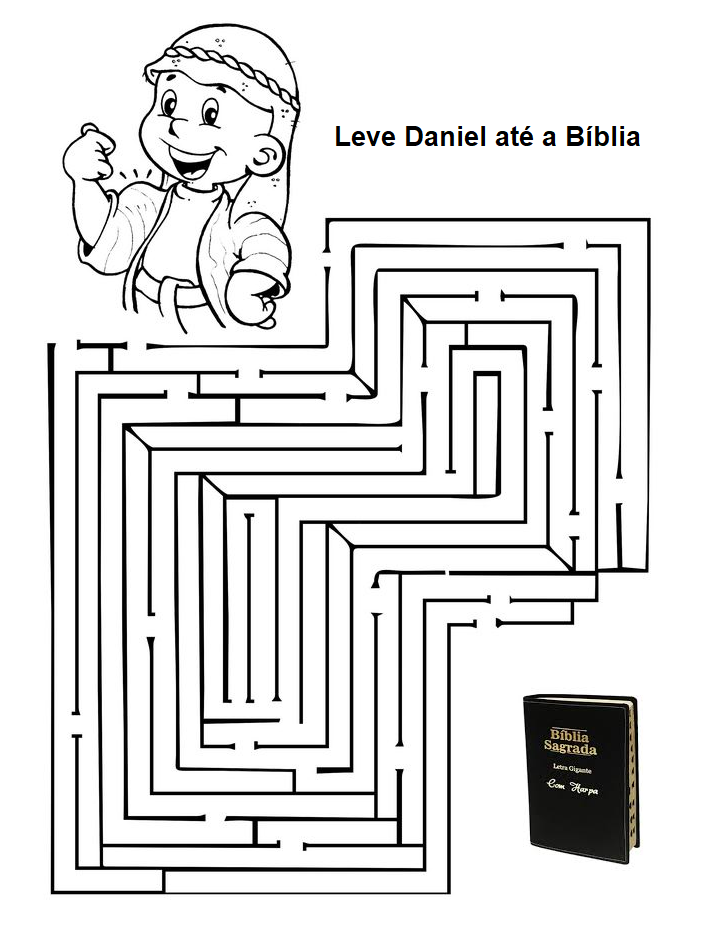 Leve Daniel até a Bíblia
Bíblia
Sagrada
Letra Gigante
Com Harpa